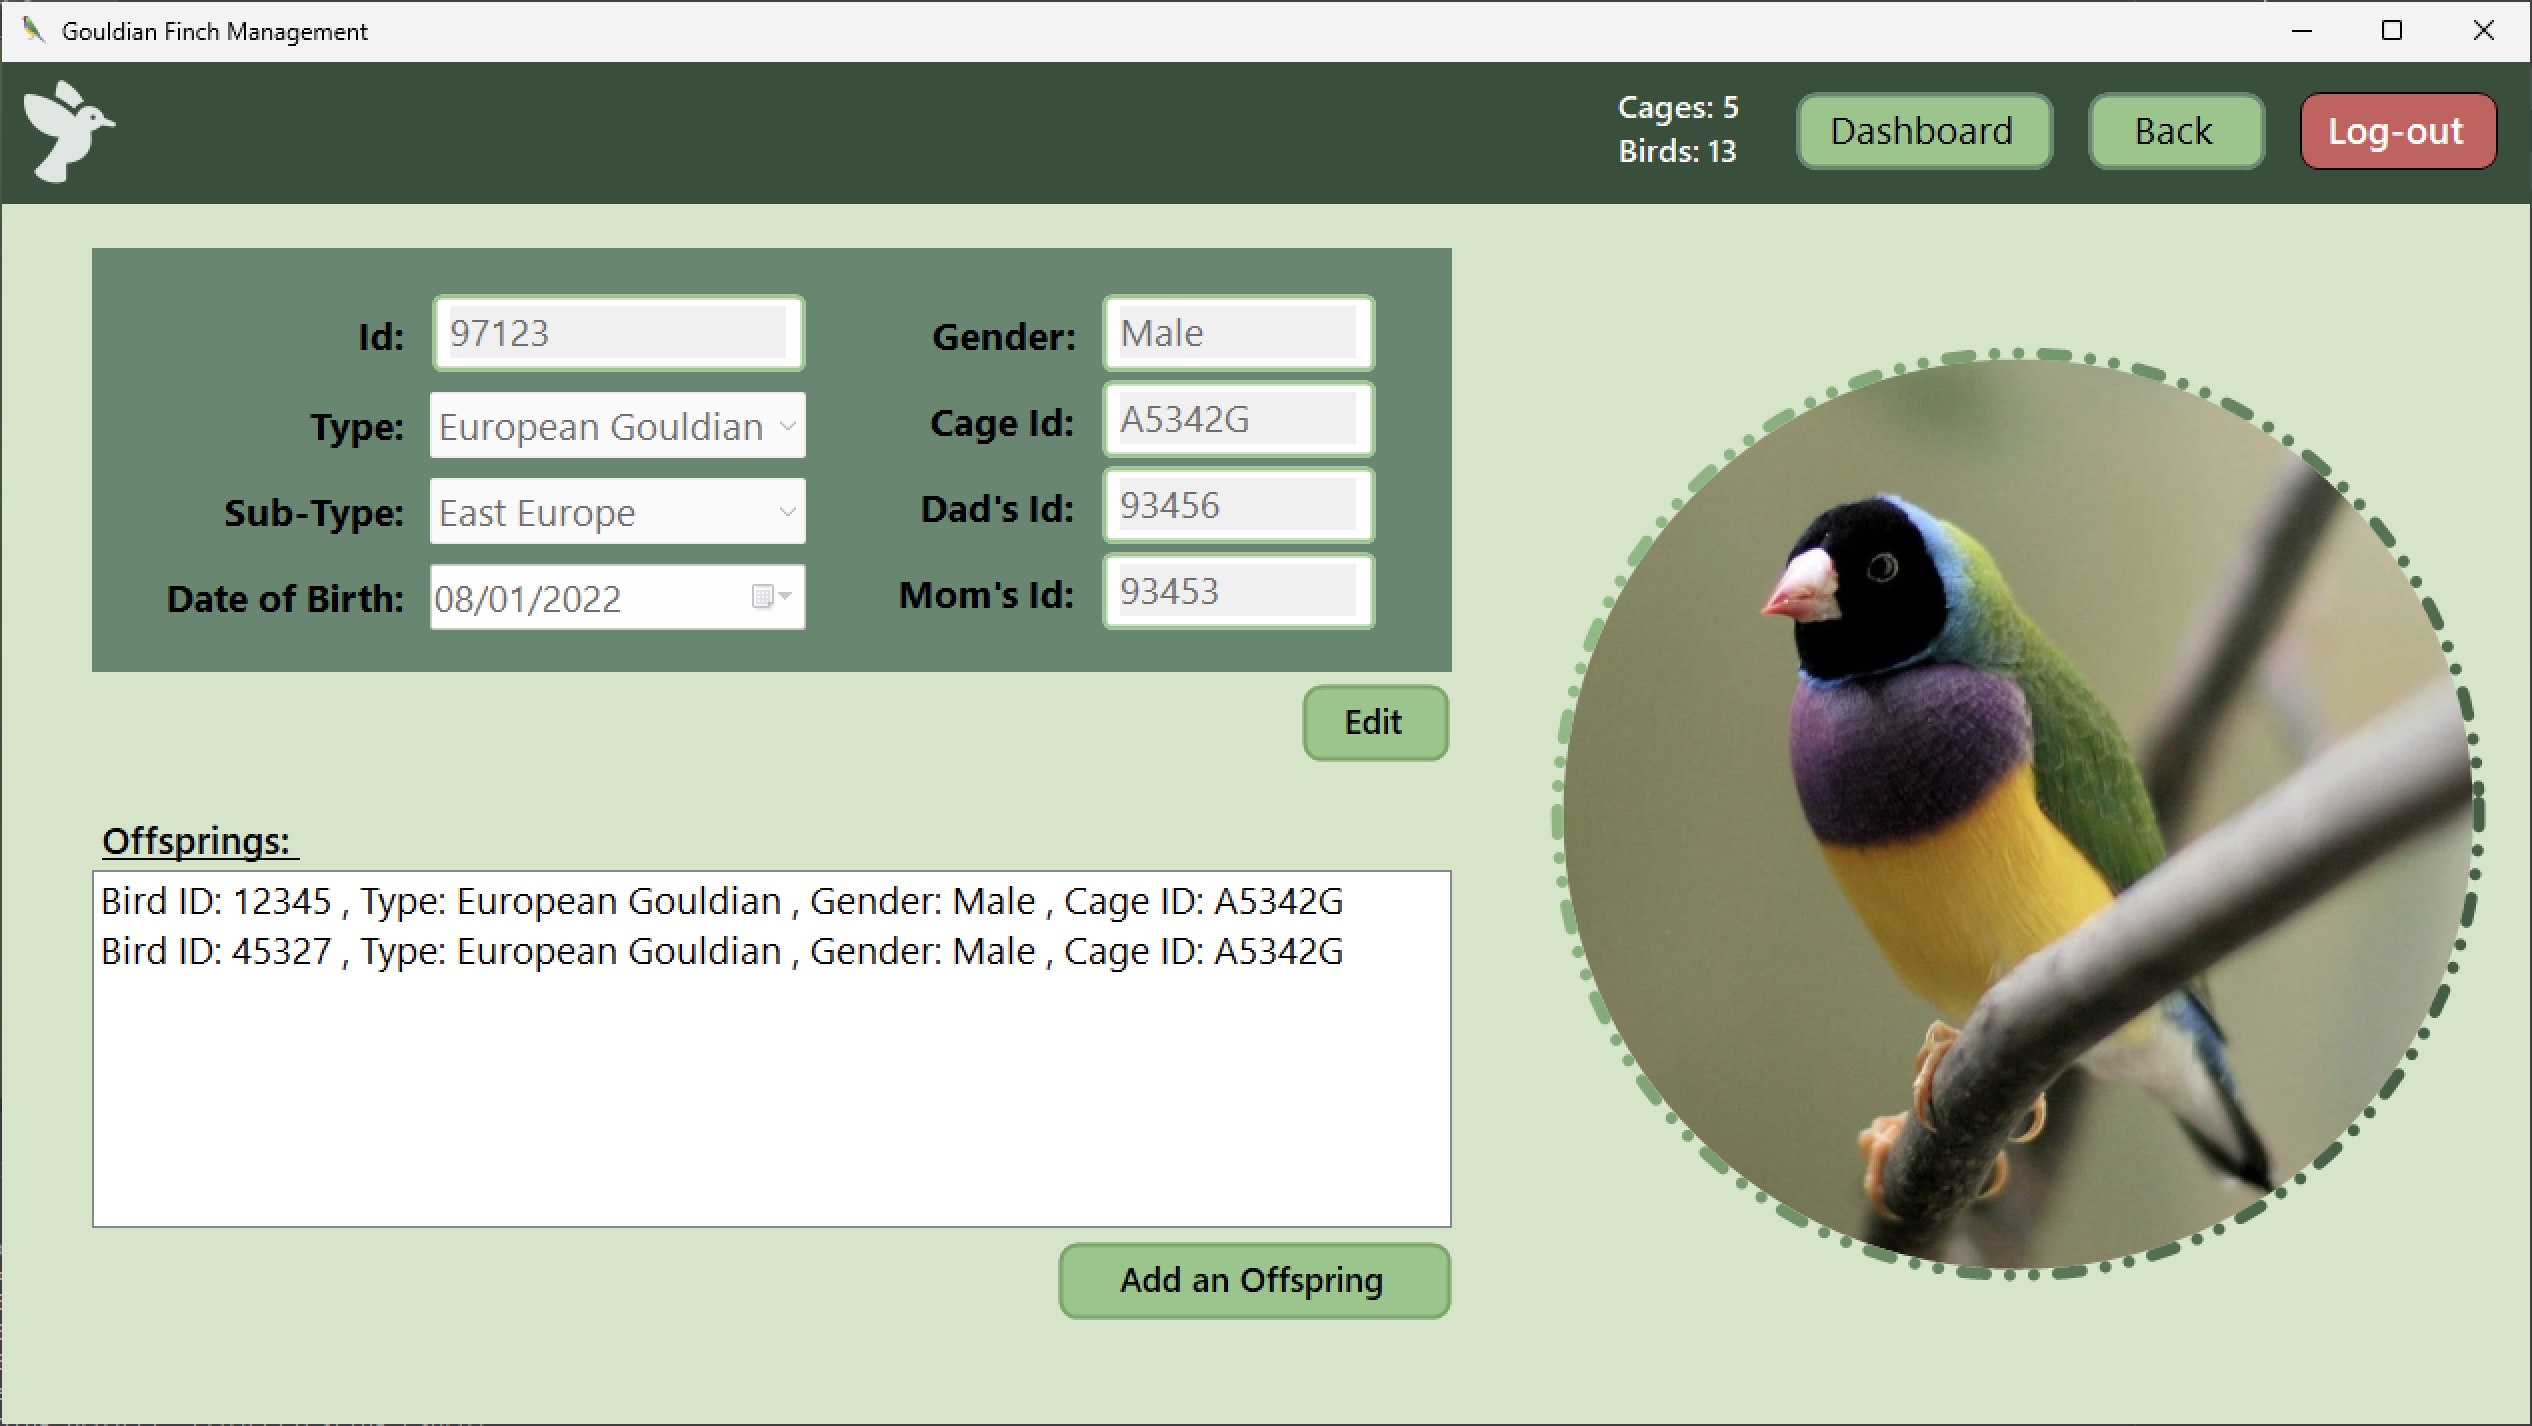 Gouldian Finch Management
Cages: 5
Birds: 13
Dashboard
Back
Log-out
Id: 97123
Gender: Male
Type: European Gouldian
Cage Id: A5342G
Sub-Type: East Europe
Dad's Id: 93456
Date of Birth: 08/01/2022
Mom's Id: 93453
Edit
Offsprings:
Bird ID: 12345 , Type: European Gouldian , Gender: Male , Cage ID: A5342G
Bird ID: 45327 , Type: European Gouldian , Gender: Male , Cage ID: A5342G
Add an Offspring